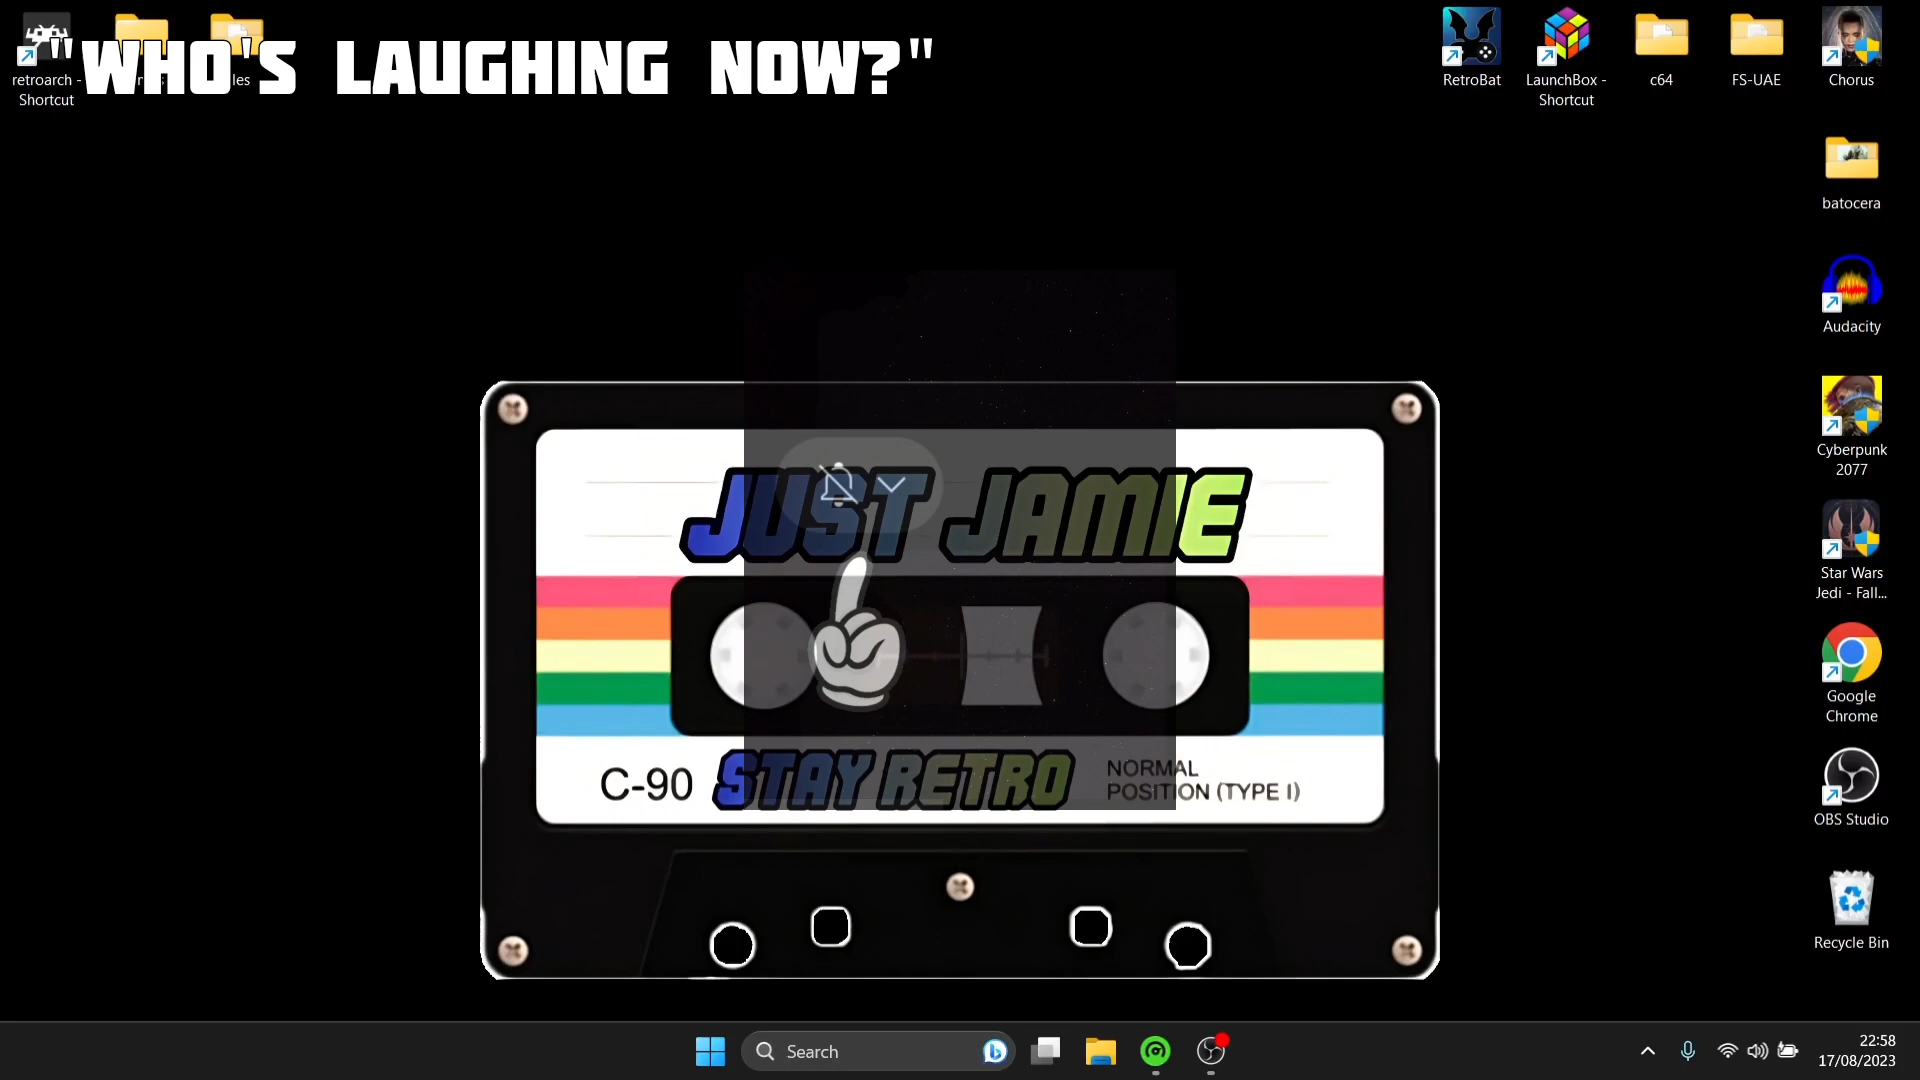 "WHO'S LAUGHING NOW?"
retroarch -
Shortcut
les
RetroBat
LaunchBox -
Shortcut
c64
FS-UAE
Chorus
batocera
Audacity
Cyberpunk
2077
Star Wars
Jedi - Fall...
Google
Chrome
OBS Studio
Recycle Bin
JUST JAMIE
C-90
STAY RETRO
NORMAL
POSITION (TYPE I)
Search
22:58
17/08/2023